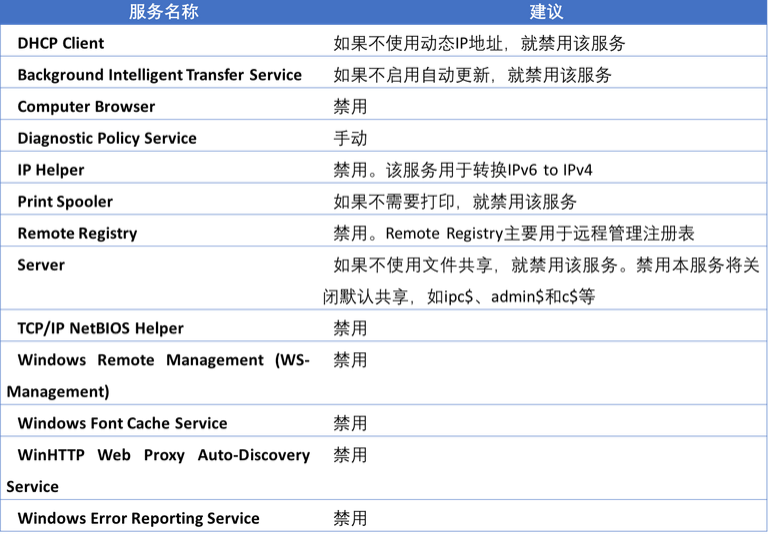 服务名称 建议
DHCP Client 如果不使用动态IP地址，就禁用该服务
Background Intelligent Transfer Service 如果不启用自动更新，就禁用该服务
Computer Browser 禁用
Diagnostic Policy Service 手动
IP Helper 禁用。该服务用于转换IPv6 to IPv4
Print Spooler 如果不需要打印，就禁用该服务
Remote Registry 禁用。Remote Registry主要用于远程管理注册表
Server 如果不使用文件共享，就禁用该服务。禁用本服务将关
闭默认共享，如ipc$、admin$和c$等
TCP/IP NetBIOS Helper 禁用
Windows Remote Management (WS- 禁用
Management)
Windows Font Cache Service 禁用
WinHTTP Web Proxy Auto-Discovery 禁用
Service
Windows Error Reporting Service 禁用